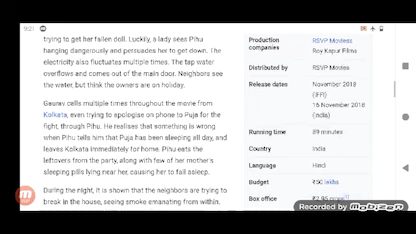 9:21
trying to get her fallen doll. Luckily, a lady sees Pihu
hanging dangerously and persuades her to get down. The
electricity also fluctuates multiple times. The tap water
overflows and comes out of the main door. Neighbors see
the water, but think the owners are on holiday.
Gaurav calls multiple times throughout the movie from
Kolkata, even trying to apologise on phone to Puja for the
fight, through Pihu. He realises that something is wrong
when Pihu tells him that Puja has been sleeping all day, and
leaves Kolkata immediately for home. Pihu eats the
leftovers from the party, along with few of her mother's
sleeping pills lying near her, causing her to fall asleep.
During the night, it is shown that the neighbors are trying to
break in the house, seeing smoke emanating from within.
Production companies
RSVP Movies
Roy Kapur Films
Distributed by RSVP Movies
Release dates November 2018
(IFFI)
16 November 2018
(India)
Running time 89 minutes
Country India
Language Hindi
Budget ₹50 lakhs
Box office ₹2.95 crore
Recorded by Mobizen